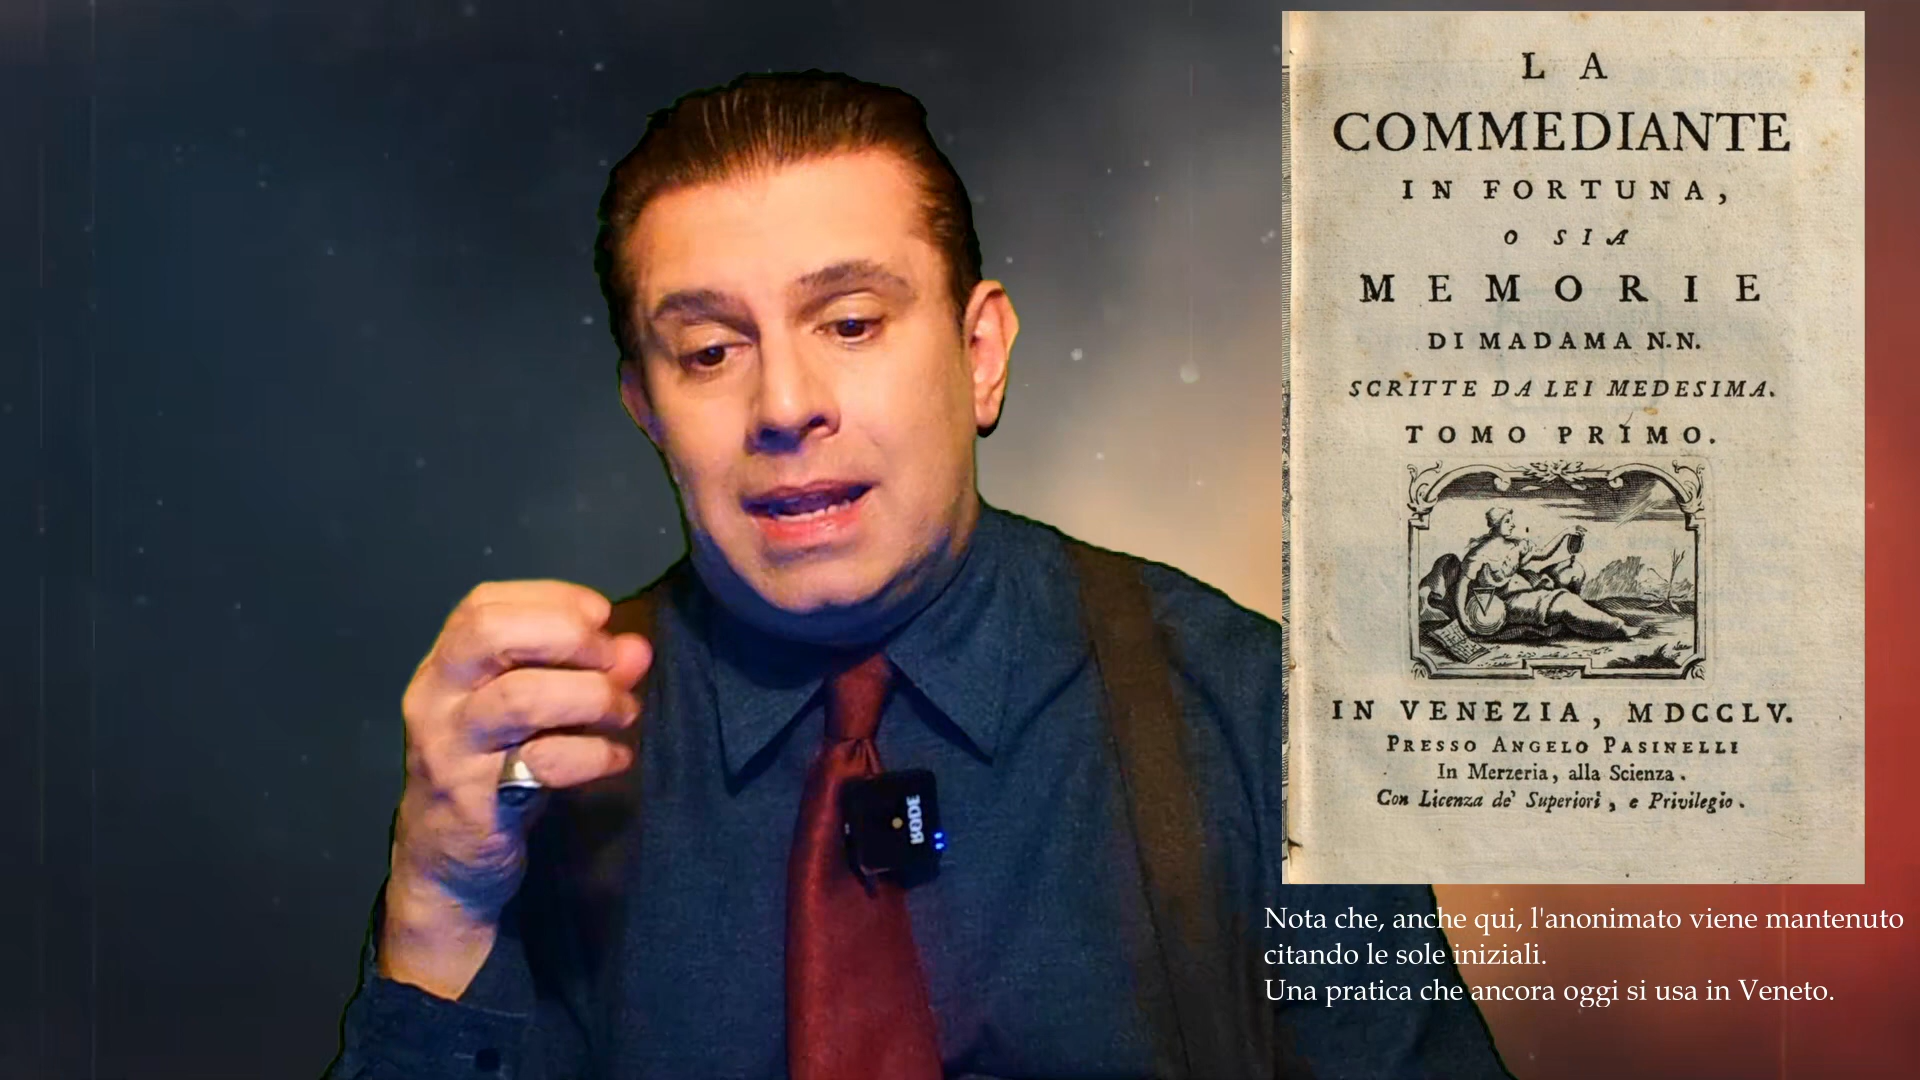 LA
COMMEDIANTE
IN FORTUNA,
O SIA
MEMORIE
DI MADAMA N.N.
SCRITTE DA LEI MEDESIMA.
TOMO PRIMO.
IN VENEZIA, MDCCLV.
PRESSO ANGELO PASINELLI
In Merzeria, alla Scienza.
Con Licenza de' Superiori, e Privilegio.
RODE
Nota che, anche qui, l'anonimato viene mantenuto
citando le sole iniziali.
Una pratica che ancora oggi si usa in Veneto.